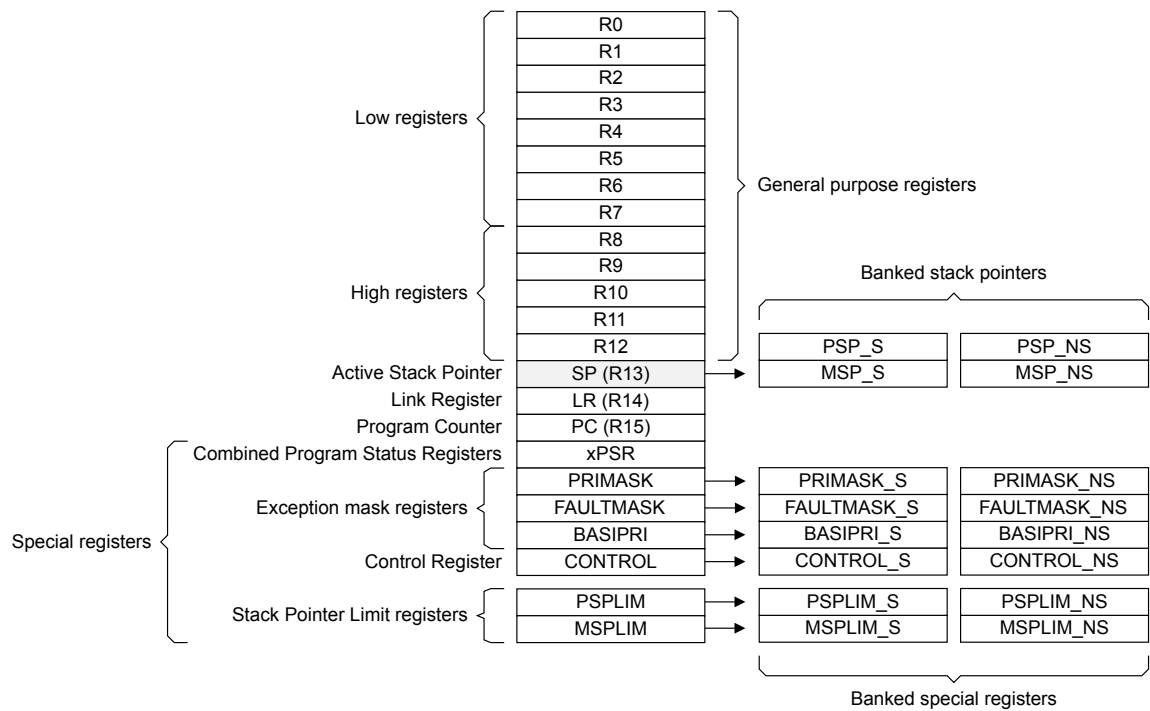 R0
R1
R2
R3
Low registers
R4
R5
R6
General purpose registers
R7
R8
R9
Banked stack pointers
High registers
R10
R11
R12
PSP_S PSP_NS
Active Stack Pointer SP (R13) MSP_S MSP_NS
Link Register LR (R14)
Program Counter PC (R15)
Combined Program Status Registers xPSR
PRIMASK PRIMASK_S PRIMASK_NS
Exception mask registers FAULTMASK FAULTMASK_S FAULTMASK_NS
BASIPRI BASIPRI_S BASIPRI_NS
Special registers
Control Register CONTROL CONTROL_S CONTROL_NS
PSPLIM PSPLIM_S PSPLIM_NS
Stack Pointer Limit registers
MSPLIM MSPLIM_S MSPLIM_NS
Banked special registers